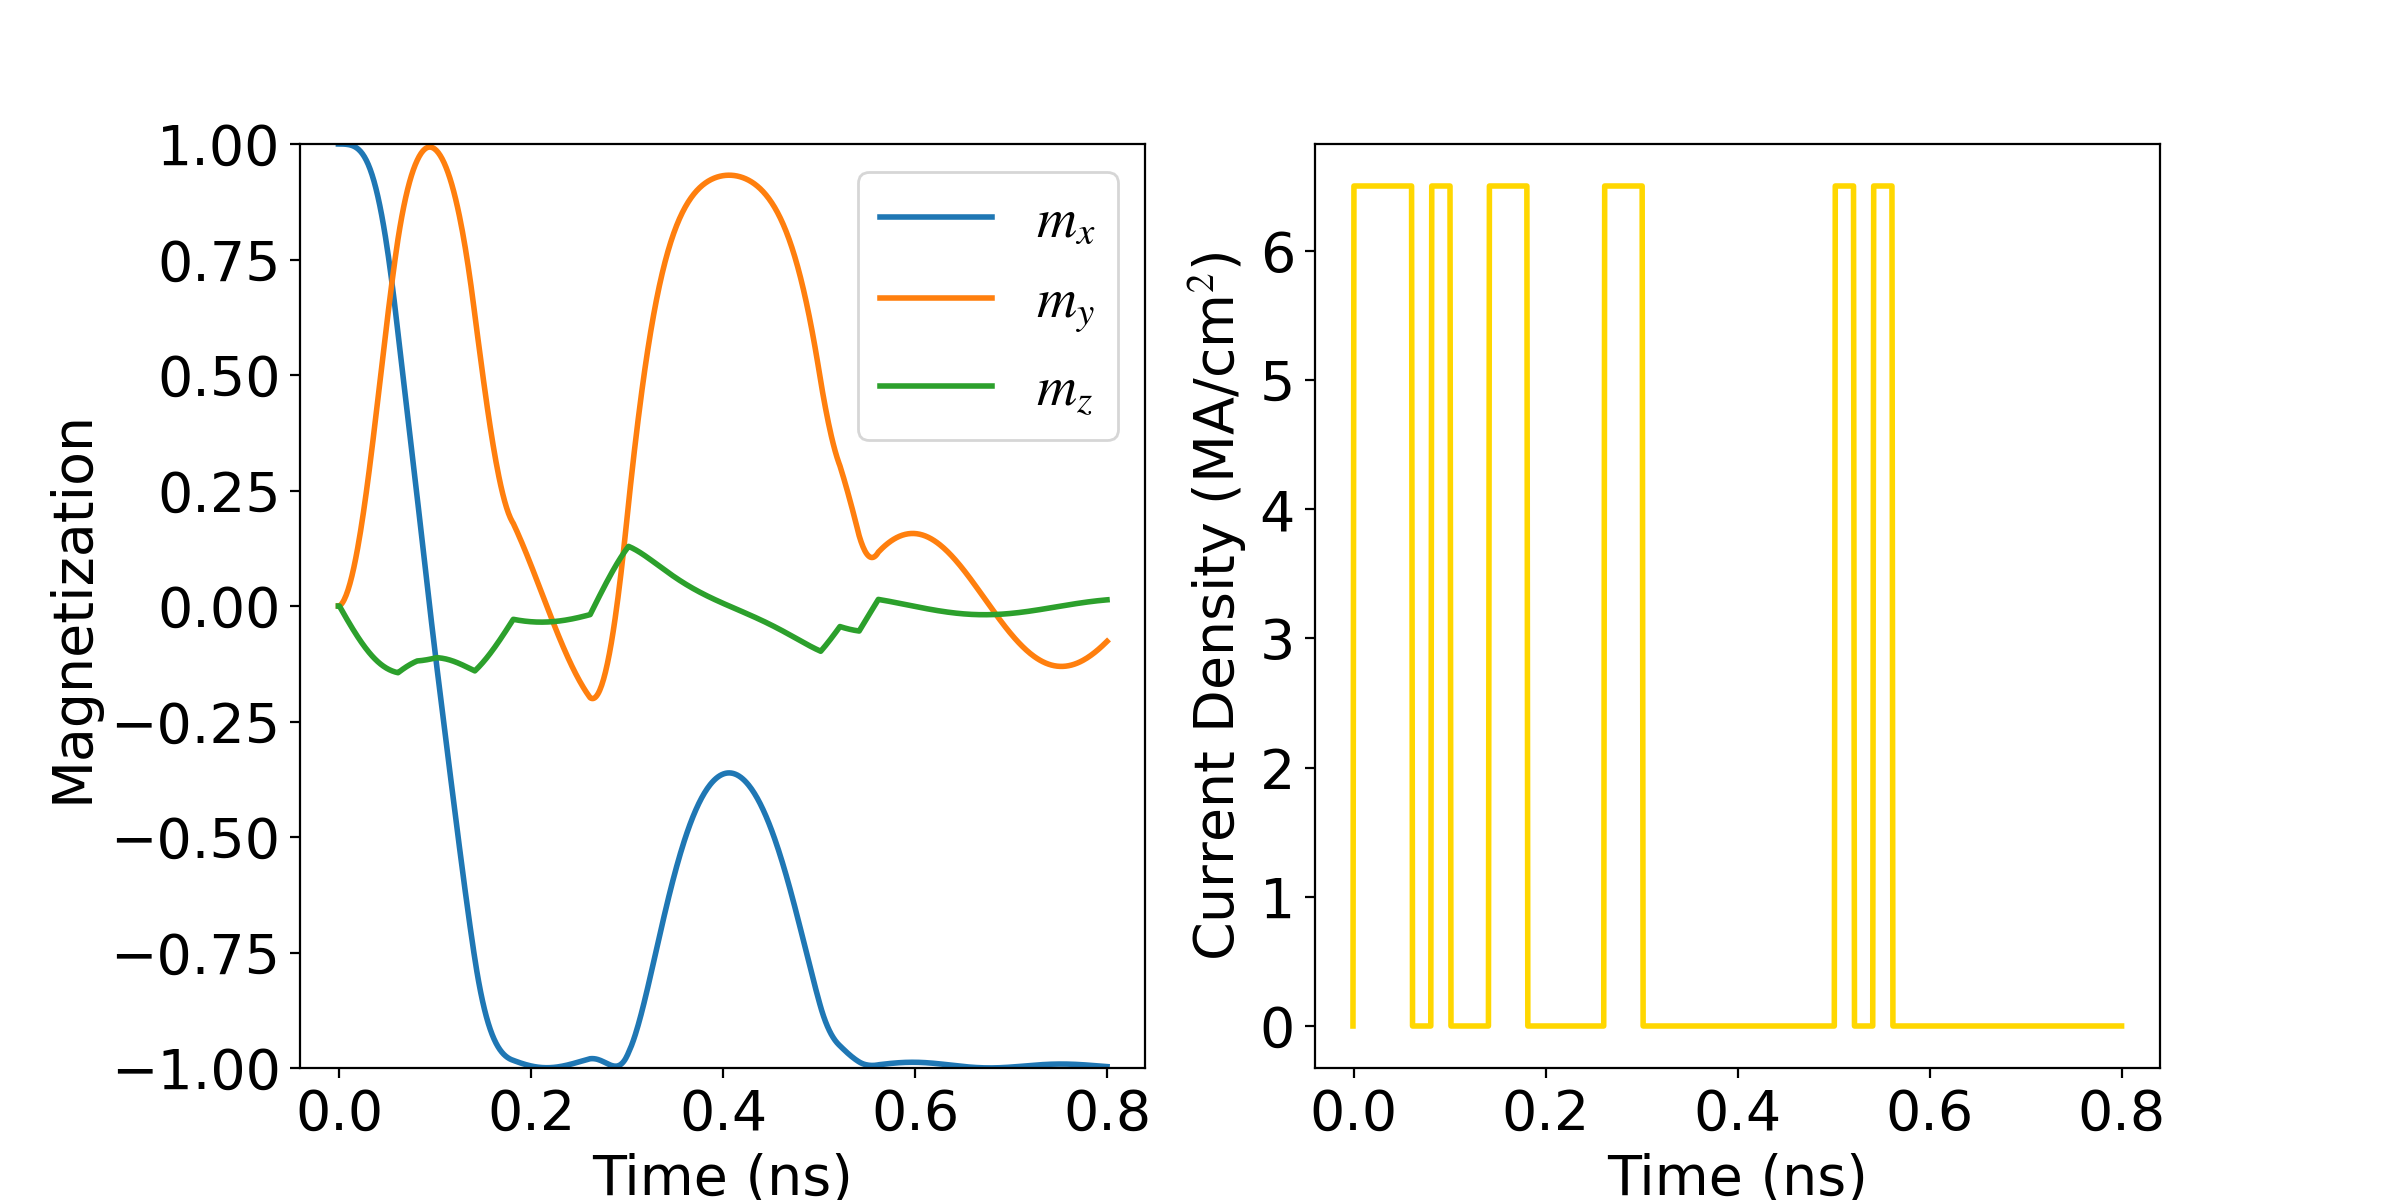 Magnetization
1.00
0.75
0.50
0.25
0.00
−0.25
−0.50
−0.75
−1.00
0.0 0.2 0.4 0.6 0.8
Time (ns)
m_x
m_y
m_z
Current Density (MA/cm²)
6
5
4
3
2
1
0
0.0 0.2 0.4 0.6 0.8
Time (ns)